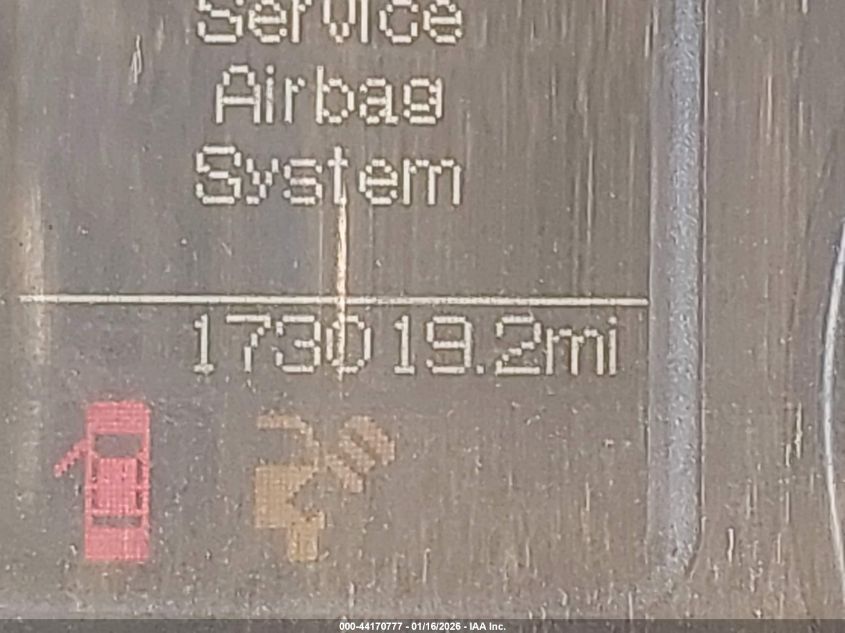 Service
Airbag
System
173019.2mi
000-44170777 - 01/16/2026 - IAA Inc.